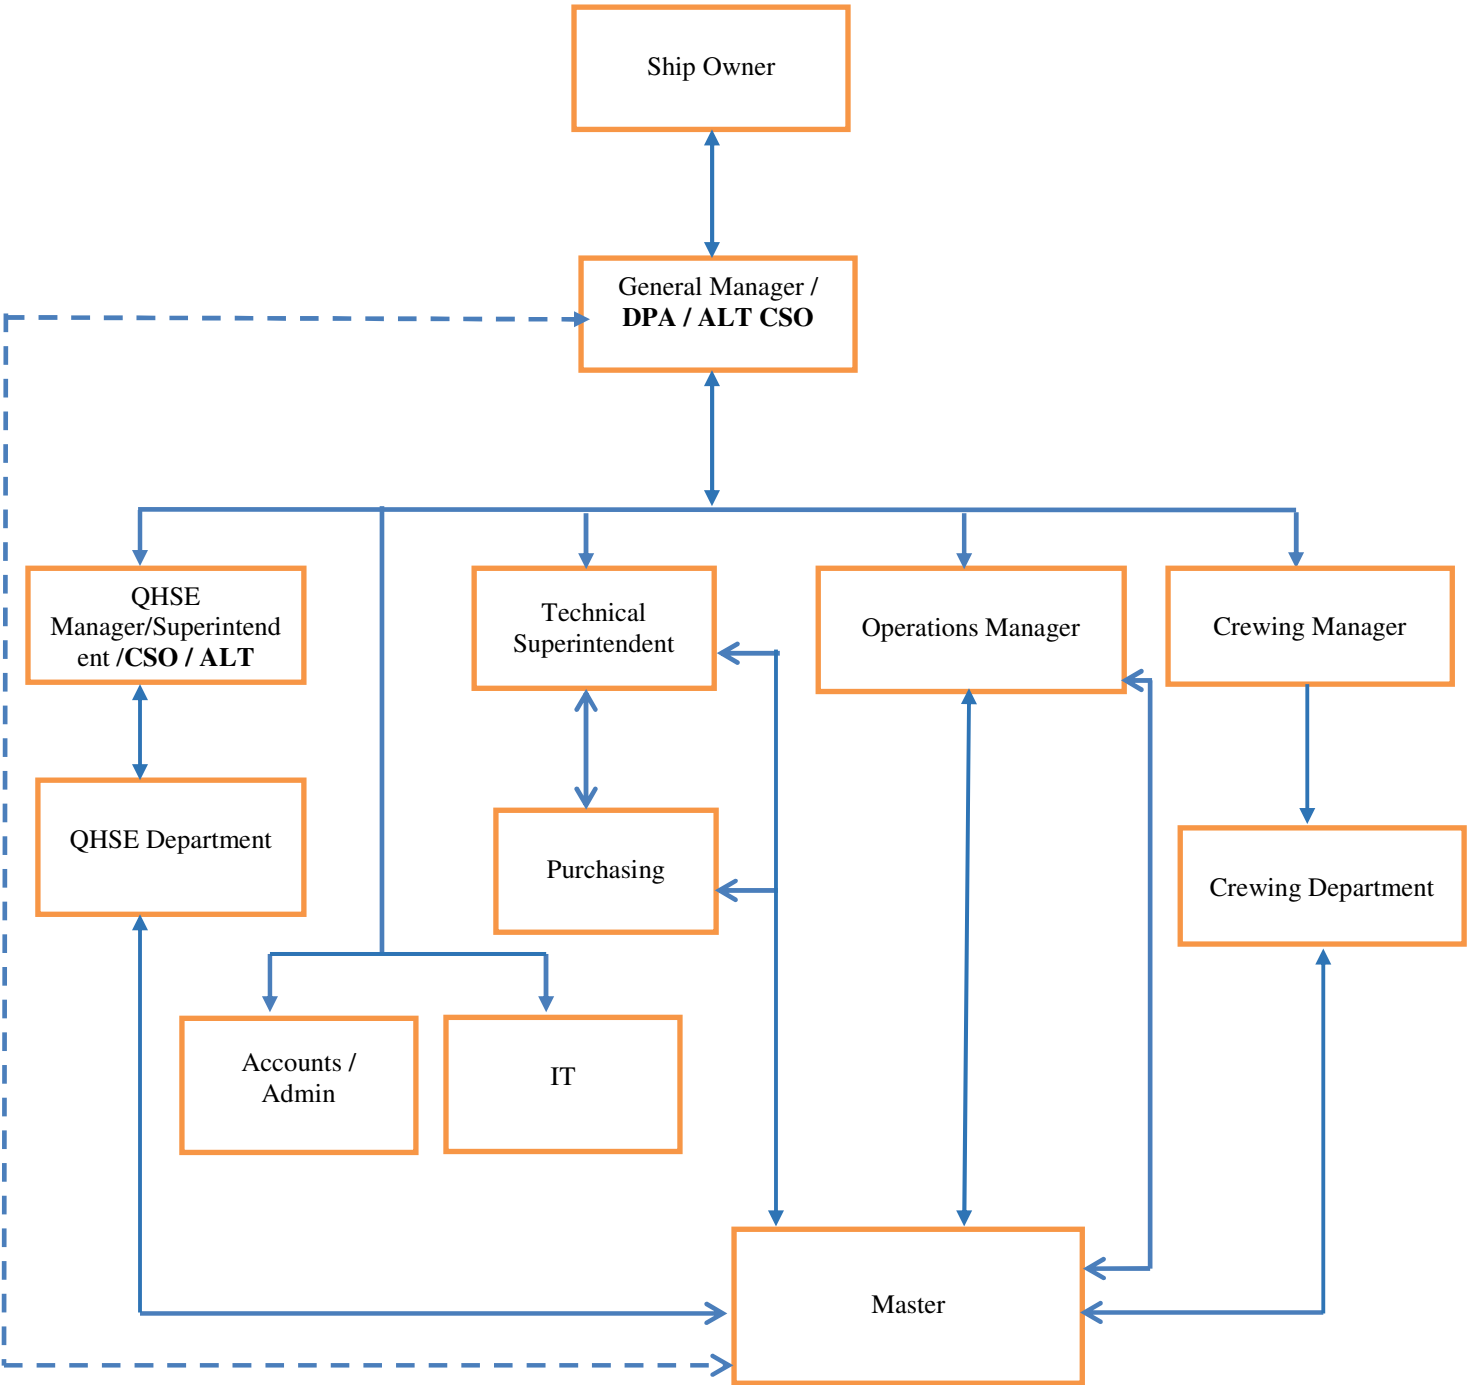 Ship Owner
General Manager /
DPA / ALT CSO
QHSE
Manager/Superintend
ent /CSO / ALT
Technical
Superintendent
Operations Manager
Crewing Manager
QHSE Department
Purchasing
Crewing Department
Accounts /
Admin
IT
Master